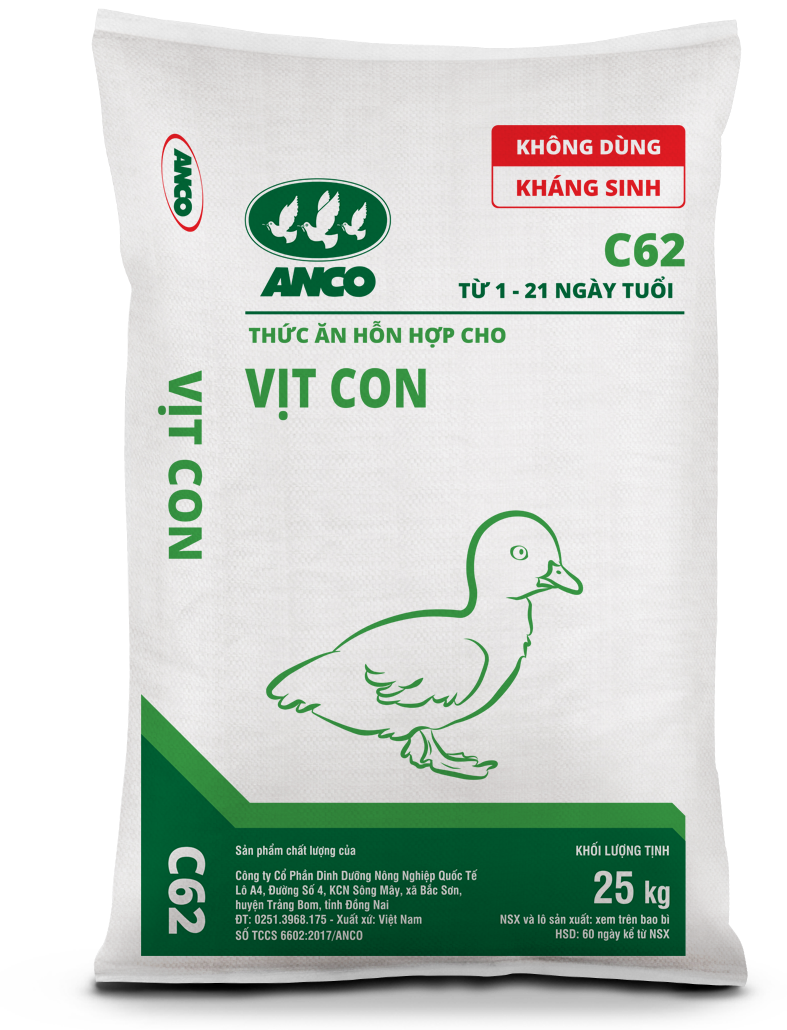 ANCO
KHÔNG DÙNG
KHÁNG SINH
ANCO
C62
TỪ 1 - 21 NGÀY TUỔI
THỨC ĂN HỖN HỢP CHO
VỊT CON
VỊT CON
C62
Sản phẩm chất lượng của
Công ty Cổ Phần Dinh Dưỡng Nông Nghiệp Quốc Tế
Lô A4, Đường Số 4, KCN Sông Mây, xã Bắc Sơn,
huyện Trảng Bom, tỉnh Đồng Nai
ĐT: 0251.3968.175 - Xuất xứ: Việt Nam
SỐ TCCS 6602:2017/ANCO
KHỐI LƯỢNG TỊNH
25 kg
NSX và lô sản xuất: xem trên bao bì
HSD: 60 ngày kể từ NSX